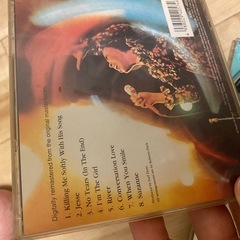 Digitally remastered from the original master
1. Killing Me Softly With His Song
2. Jesse
3. No Tears (In The End)
4. I'm The Girl
5. River
6. Conversation Love
7. When You Smile
8. Suzanne